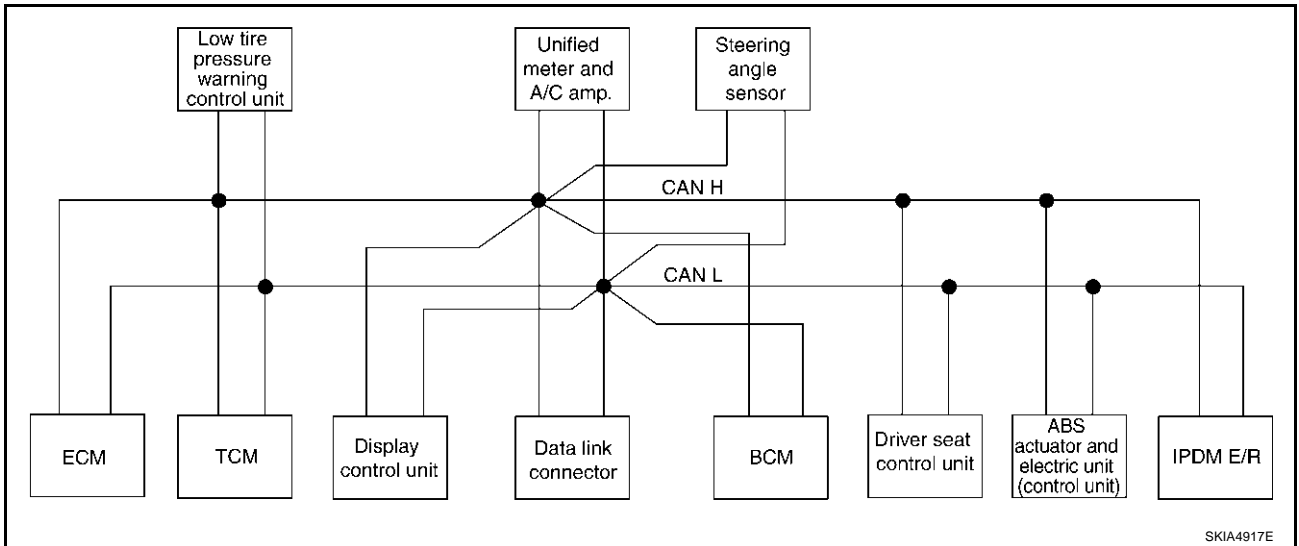 Low tire
pressure
warning
control unit
Unified
meter and
A/C amp.
Steering
angle
sensor
CAN H
CAN L
ECM
TCM
Display
control unit
Data link
connector
BCM
Driver seat
control unit
ABS
actuator and
electric unit
(control unit)
IPDM E/R
SKIA4917E